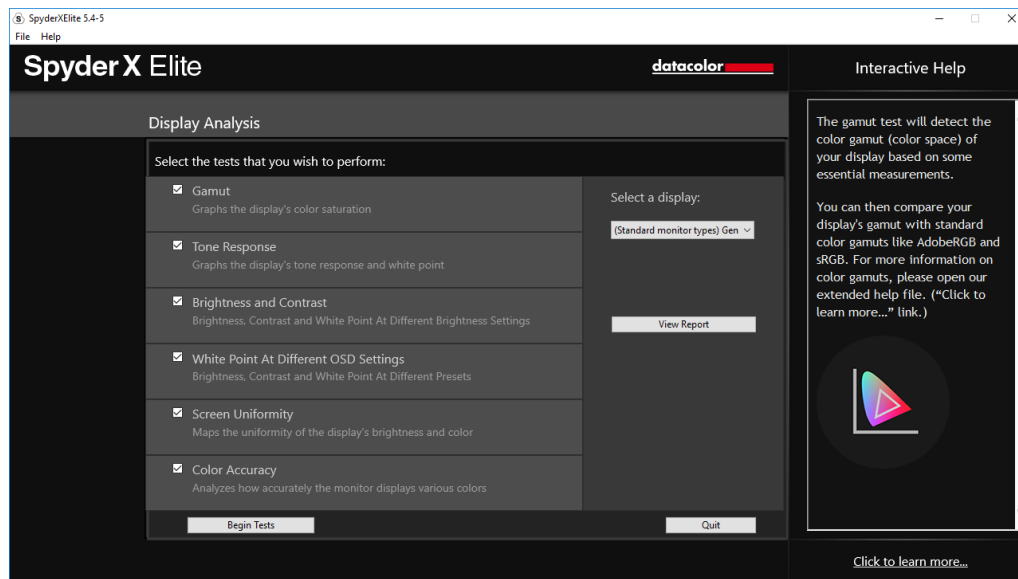 SpyderXElite 5.4-5
File Help
Spyder X Elite
datacolor
Interactive Help
Display Analysis
Select the tests that you wish to perform:
Gamut
Graphs the display's color saturation
Tone Response
Graphs the display's tone response and white point
Brightness and Contrast
Brightness, Contrast and White Point At Different Brightness Settings
White Point At Different OSD Settings
Brightness, Contrast and White Point At Different Presets
Screen Uniformity
Maps the uniformity of the display's brightness and color
Color Accuracy
Analyzes how accurately the monitor displays various colors
Select a display:
(Standard monitor types) Gen
View Report
Begin Tests
Quit
The gamut test will detect the
color gamut (color space) of
your display based on some
essential measurements.
You can then compare your
display's gamut with standard
color gamuts like AdobeRGB and
sRGB. For more information on
color gamuts, please open our
extended help file. (“Click to
learn more...” link.)
Click to learn more...